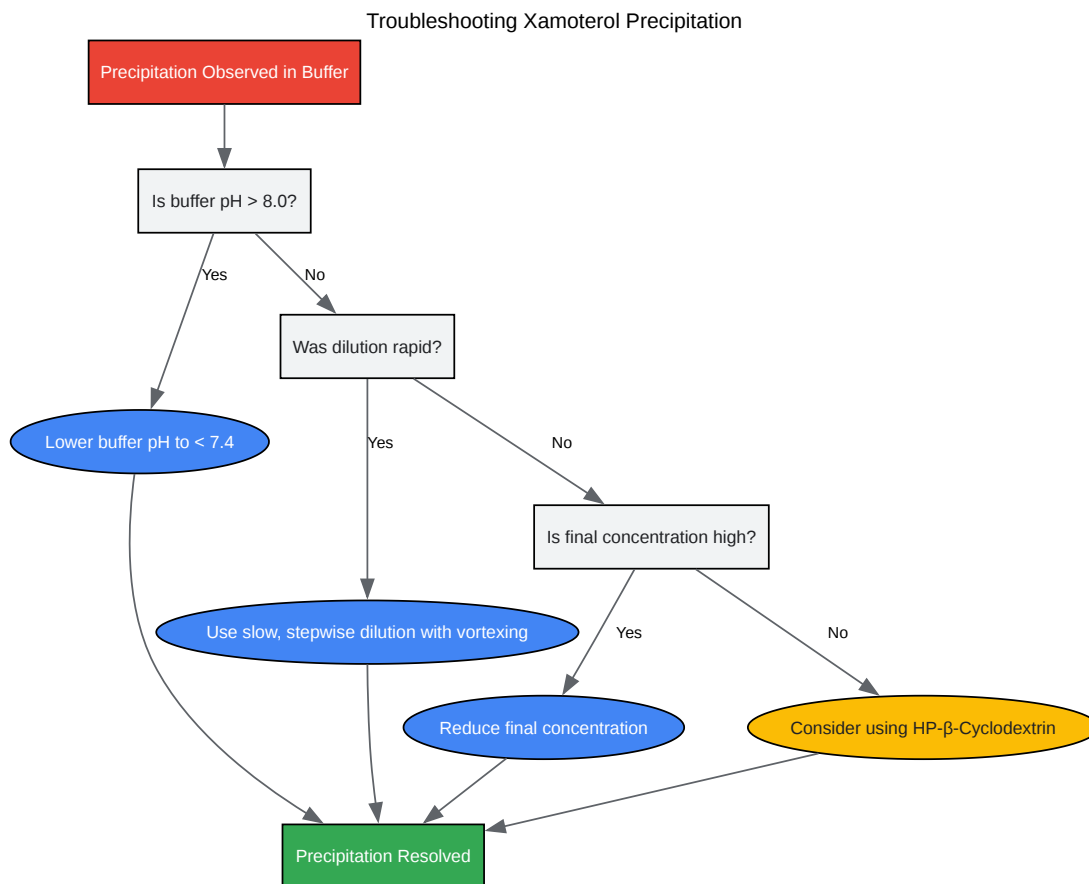 Troubleshooting Xamoterol Precipitation
Precipitation Observed in Buffer
Is buffer pH > 8.0?
Yes
No
Was dilution rapid?
Lower buffer pH to < 7.4
Yes
No
Is final concentration high?
Use slow, stepwise dilution with vortexing
Yes
No
Reduce final concentration
Consider using HP-β-Cyclodextrin
Precipitation Resolved